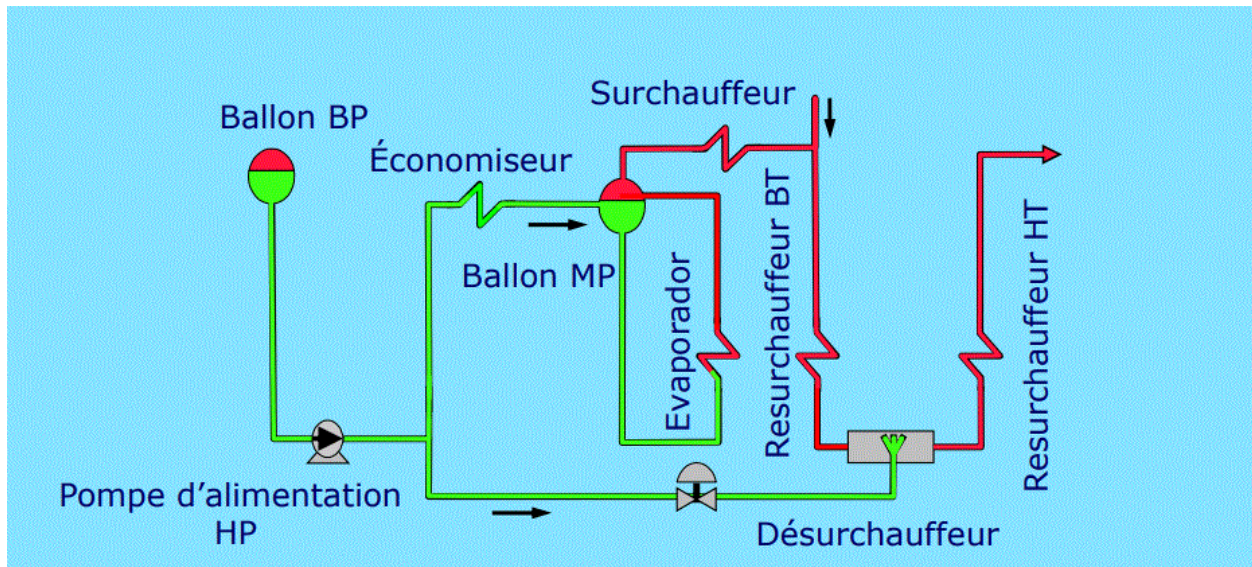 Surchauffeur
Ballon BP
Économiseur
Ballon MP
Evaporador
Resurchauffeur BT
Resurchauffeur HT
Pompe d’alimentation
HP
Désurchauffeur